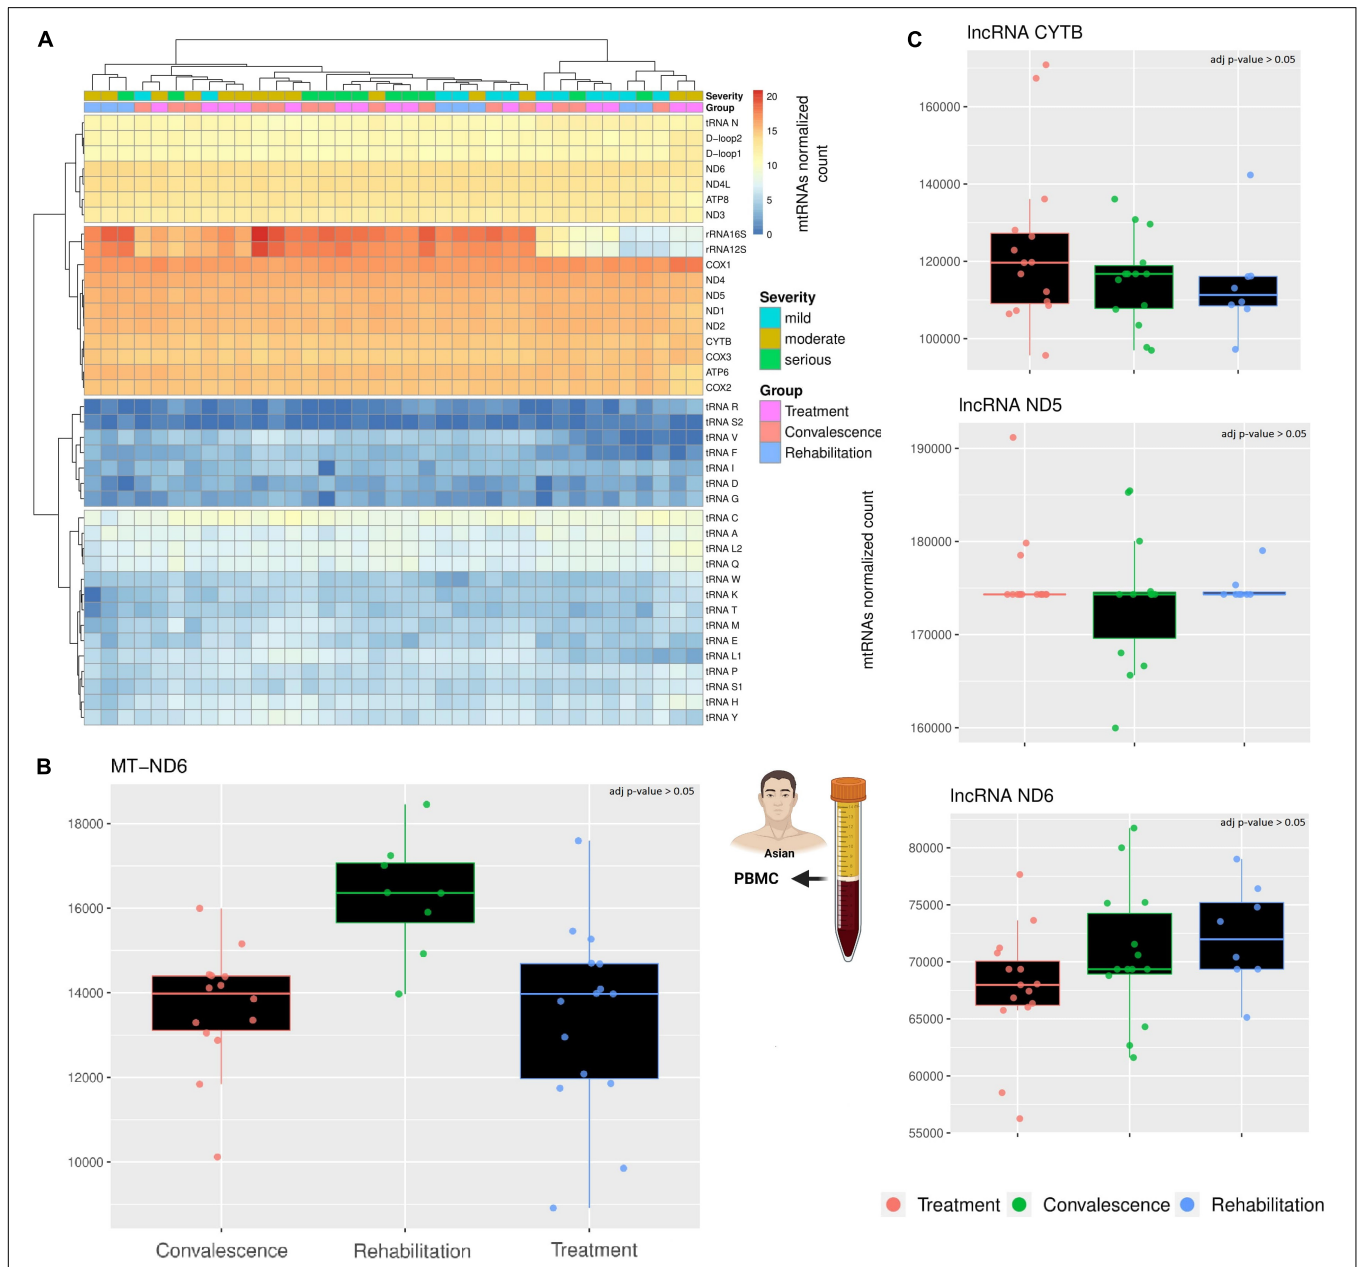 A
Severity
Group
tRNA N
D-loop2
D-loop1
ND6
ND4L
ATP8
ND3
rRNA16S
rRNA12S
COX1
ND4
ND5
ND1
ND2
CYTB
COX3
ATP6
COX2
tRNA R
tRNA S2
tRNA V
tRNA F
tRNA I
tRNA D
tRNA G
tRNA C
tRNA A
tRNA L2
tRNA Q
tRNA W
tRNA K
tRNA T
tRNA M
tRNA E
tRNA L1
tRNA P
tRNA S1
tRNA H
tRNA Y
20
15
10
5
0
mtRNAs normalized
count
Severity
mild
moderate
serious
Group
Treatment
Convalescence
Rehabilitation
B
MT-ND6
adj p-value > 0.05
18000
16000
14000
12000
10000
Convalescence
Rehabilitation
Treatment
Asian
PBMC
C
lncRNA CYTB
adj p-value > 0.05
160000
140000
120000
100000
lncRNA ND5
adj p-value > 0.05
190000
180000
170000
160000
mtRNAs normalized count
lncRNA ND6
adj p-value > 0.05
80000
75000
70000
65000
60000
55000
Treatment
Convalescence
Rehabilitation